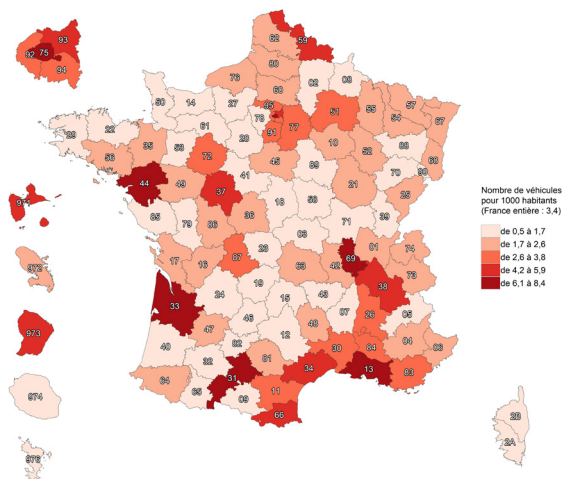 93
92 75
94
62 59
80
76 02 08
60
50 14 27 95 51 55 57
78 77 54 67
61 91
29 22 28 10 88 68
35 53 72 52
56 45 89 70 90
44 49 37 41 21 25
18 58
85 79 86 36 71 39
03
17 16 87 23 63 42 69 01 74
73
19 38
33 24 15 43
46 07 26 05
47 48
40 82 12 30 84 04 06
32 81 34 13 83
64 31
65 09 11
66
971
972
973
974
976
2B
2A
Nombre de véhicules
pour 1000 habitants
(France entière : 3,4)
de 0,5 à 1,7
de 1,7 à 2,6
de 2,6 à 3,8
de 4,2 à 5,9
de 6,1 à 8,4